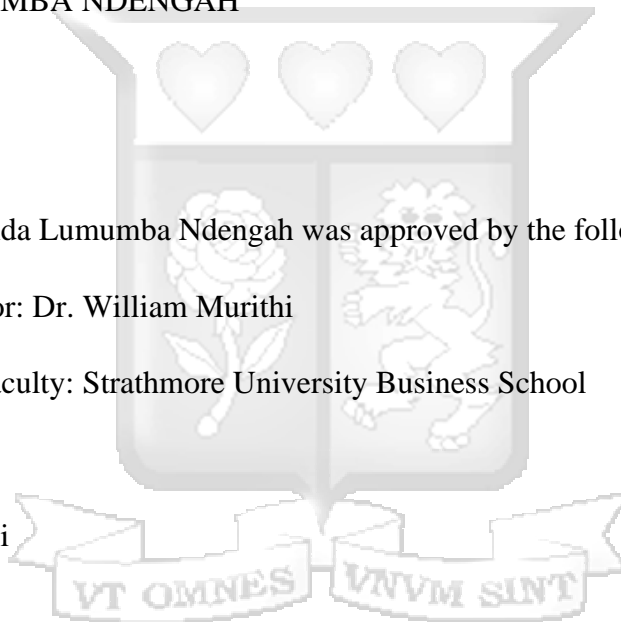 MBA NDENGAH
da Lumumba Ndengah was approved by the follo
or: Dr. William Murithi
aculty: Strathmore University Business School
i
VT OMNES VNVM SINT